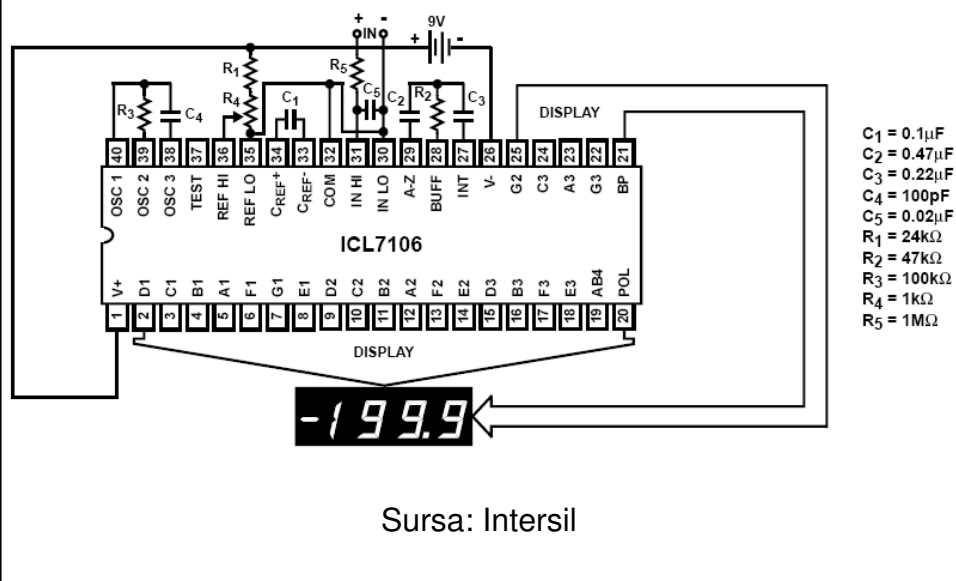 + IN - + 9V -
R1 R5
R3 C4 R4 C1 C5 C2 R2 C3 DISPLAY
40 39 38 37 36 35 34 33 32 31 30 29 28 27 26 25 24 23 22 21
OSC 1 OSC 2 OSC 3 TEST REF HI REF LO CREF+ CREF- COM IN HI IN LO A-Z BUFF INT V- G2 C3 A3 G3 BP
ICL7106
V+ D1 C1 B1 A1 F1 G1 E1 D2 C2 B2 A2 F2 E2 D3 B3 F3 E3 AB4 POL
1 2 3 4 5 6 7 8 9 10 11 12 13 14 15 16 17 18 19 20
DISPLAY
-199.9
C1 = 0.1µF
C2 = 0.47µF
C3 = 0.22µF
C4 = 100pF
C5 = 0.02µF
R1 = 24kΩ
R2 = 47kΩ
R3 = 100kΩ
R4 = 1kΩ
R5 = 1MΩ
Sursa: Intersil